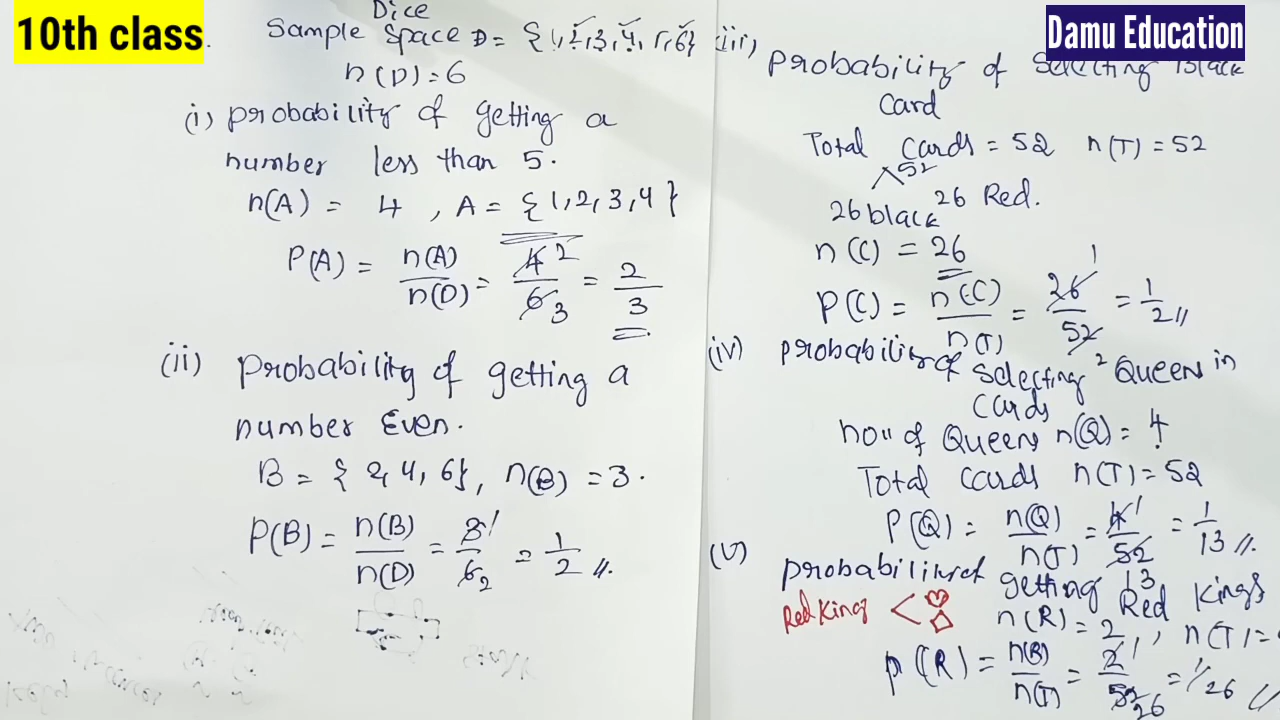 10th class
Damu Education
Dice
Sample Space D = {1, 2, 3, 4, 5, 6}
n(D) = 6
(i) probability of getting a
number less than 5.
n(A) = 4 , A = {1, 2, 3, 4}
P(A) = n(A)/n(D) = 4/6 = 2/3
(ii) probability of getting a
number Even.
B = {2, 4, 6}, n(B) = 3.
P(B) = n(B)/n(D) = 3/6 = 1/2 //.
(iii) probability of Selecting Black
Card
Total Cards = 52 n(T) = 52
52
26 black 26 Red.
n(C) = 26
P(C) = n(C)/n(T) = 26/52 = 1/2 //
(iv) probability of Selecting Queen in
Cards
of Queens n(Q) = 4
Total Cards n(T) = 52
P(Q) = n(Q)/n(T) = 4/52 = 1/13 //.
(v) getting Red Kings
Red King <
n(R) = 2, n(T) =
P(R) = n(R)/n(T) = 2/52 = 1/26 //